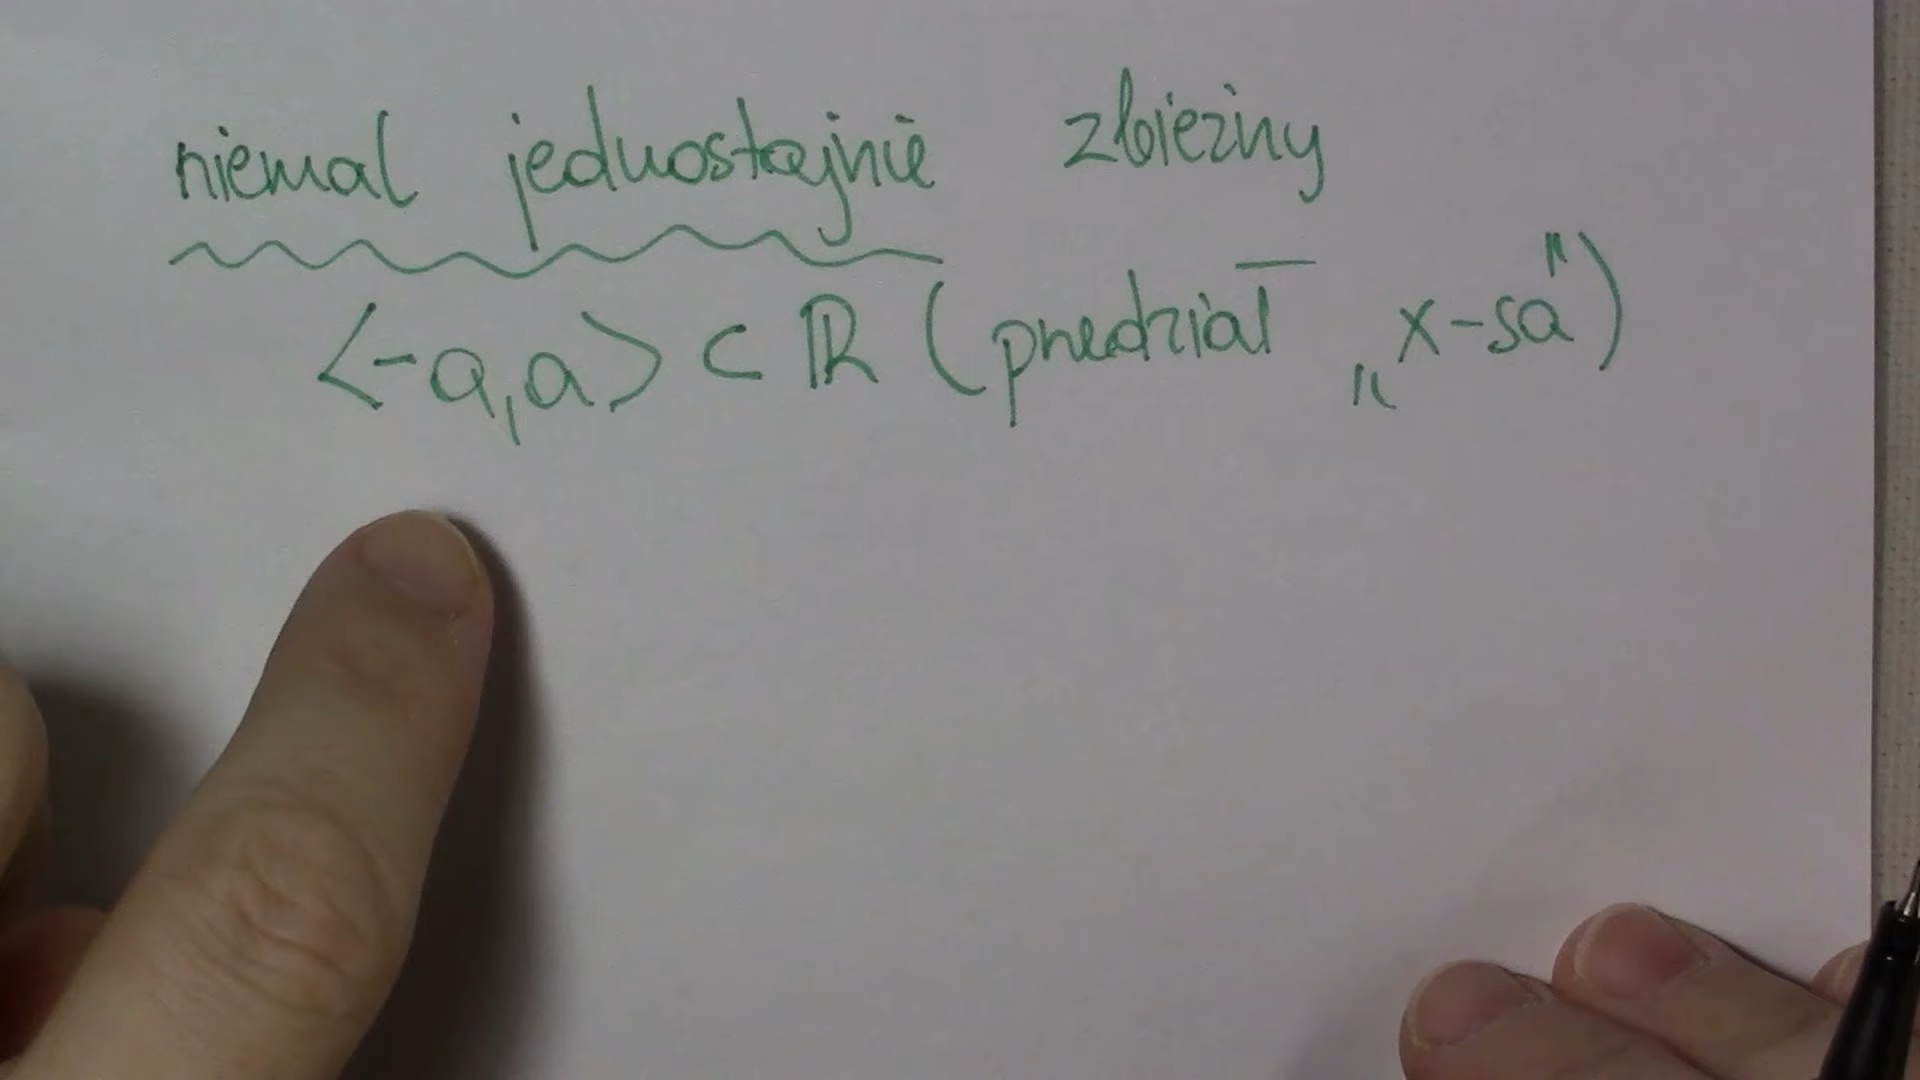 niemal jednostajnie zbieżny
<-a,a> ⊂ ℝ (przedział „x-sa")